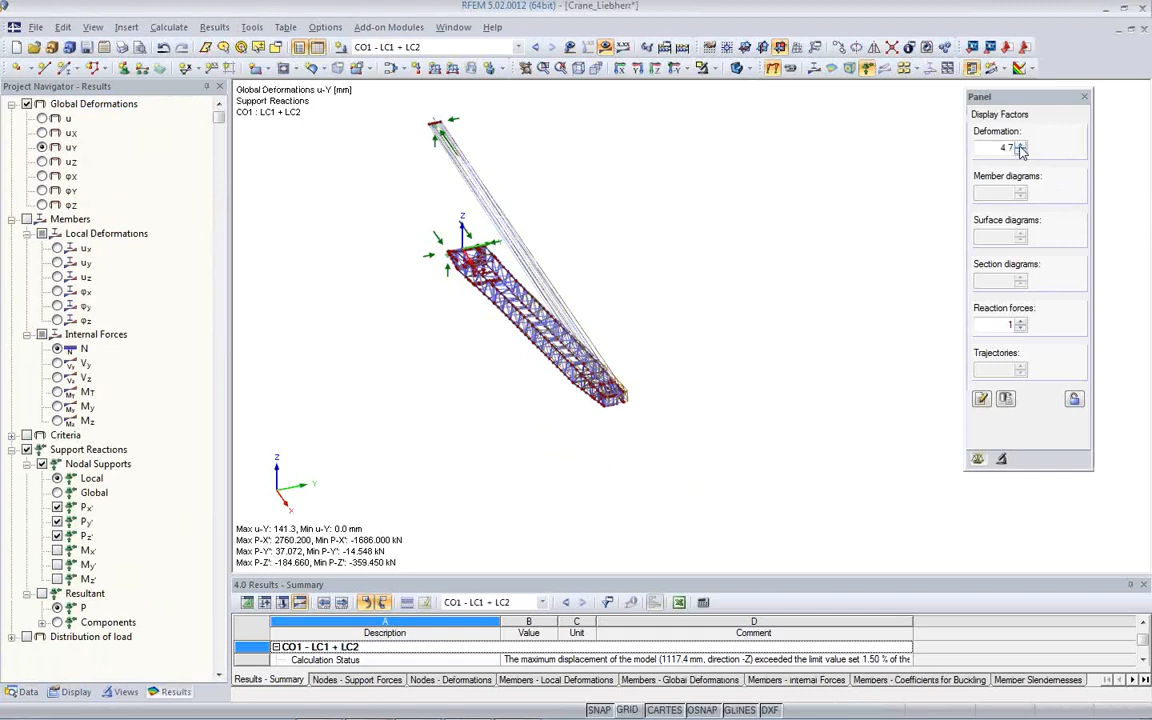 RFEM 5.02.0012 (64bit) - [Crane_Liebherr*]
File Edit View Insert Calculate Results Tools Table Options Add-on Modules Window Help
CO1 - LC1 + LC2
Project Navigator - Results
Global Deformations
u
uX
uY
uZ
φX
φY
φZ
Members
Local Deformations
ux
uy
uz
φx
φy
φz
Internal Forces
N
Vy
Vz
MT
My
Mz
Criteria
Support Reactions
Nodal Supports
Local
Global
Px'
Py'
Pz'
Mx'
My'
Mz'
Resultant
P
Components
Distribution of load
Data Display Views Results
Global Deformations u-Y [mm]
Support Reactions
CO1 : LC1 + LC2
Z
Z
Y
X
Max u-Y: 141.3, Min u-Y: 0.0 mm
Max P-X': 2760.200, Min P-X': -1686.000 kN
Max P-Y': 37.072, Min P-Y': -14.548 kN
Max P-Z': -184.660, Min P-Z': -359.450 kN
Panel
Display Factors
Deformation:
4.7
Member diagrams:
Surface diagrams:
Section diagrams:
Reaction forces:
1
Trajectories:
4.0 Results - Summary
CO1 - LC1 + LC2
A B C D
Description Value Unit Comment
CO1 - LC1 + LC2
Calculation Status The maximum displacement of the model (1117.4 mm, direction -Z) exceeded the limit value set 1.50 % of the
Results - Summary Nodes - Support Forces Nodes - Deformations Members - Local Deformations Members - Global Deformations Members - Internal Forces Members - Coefficients for Buckling Member Slendernesses
SNAP GRID CARTES OSNAP GLINES DXF